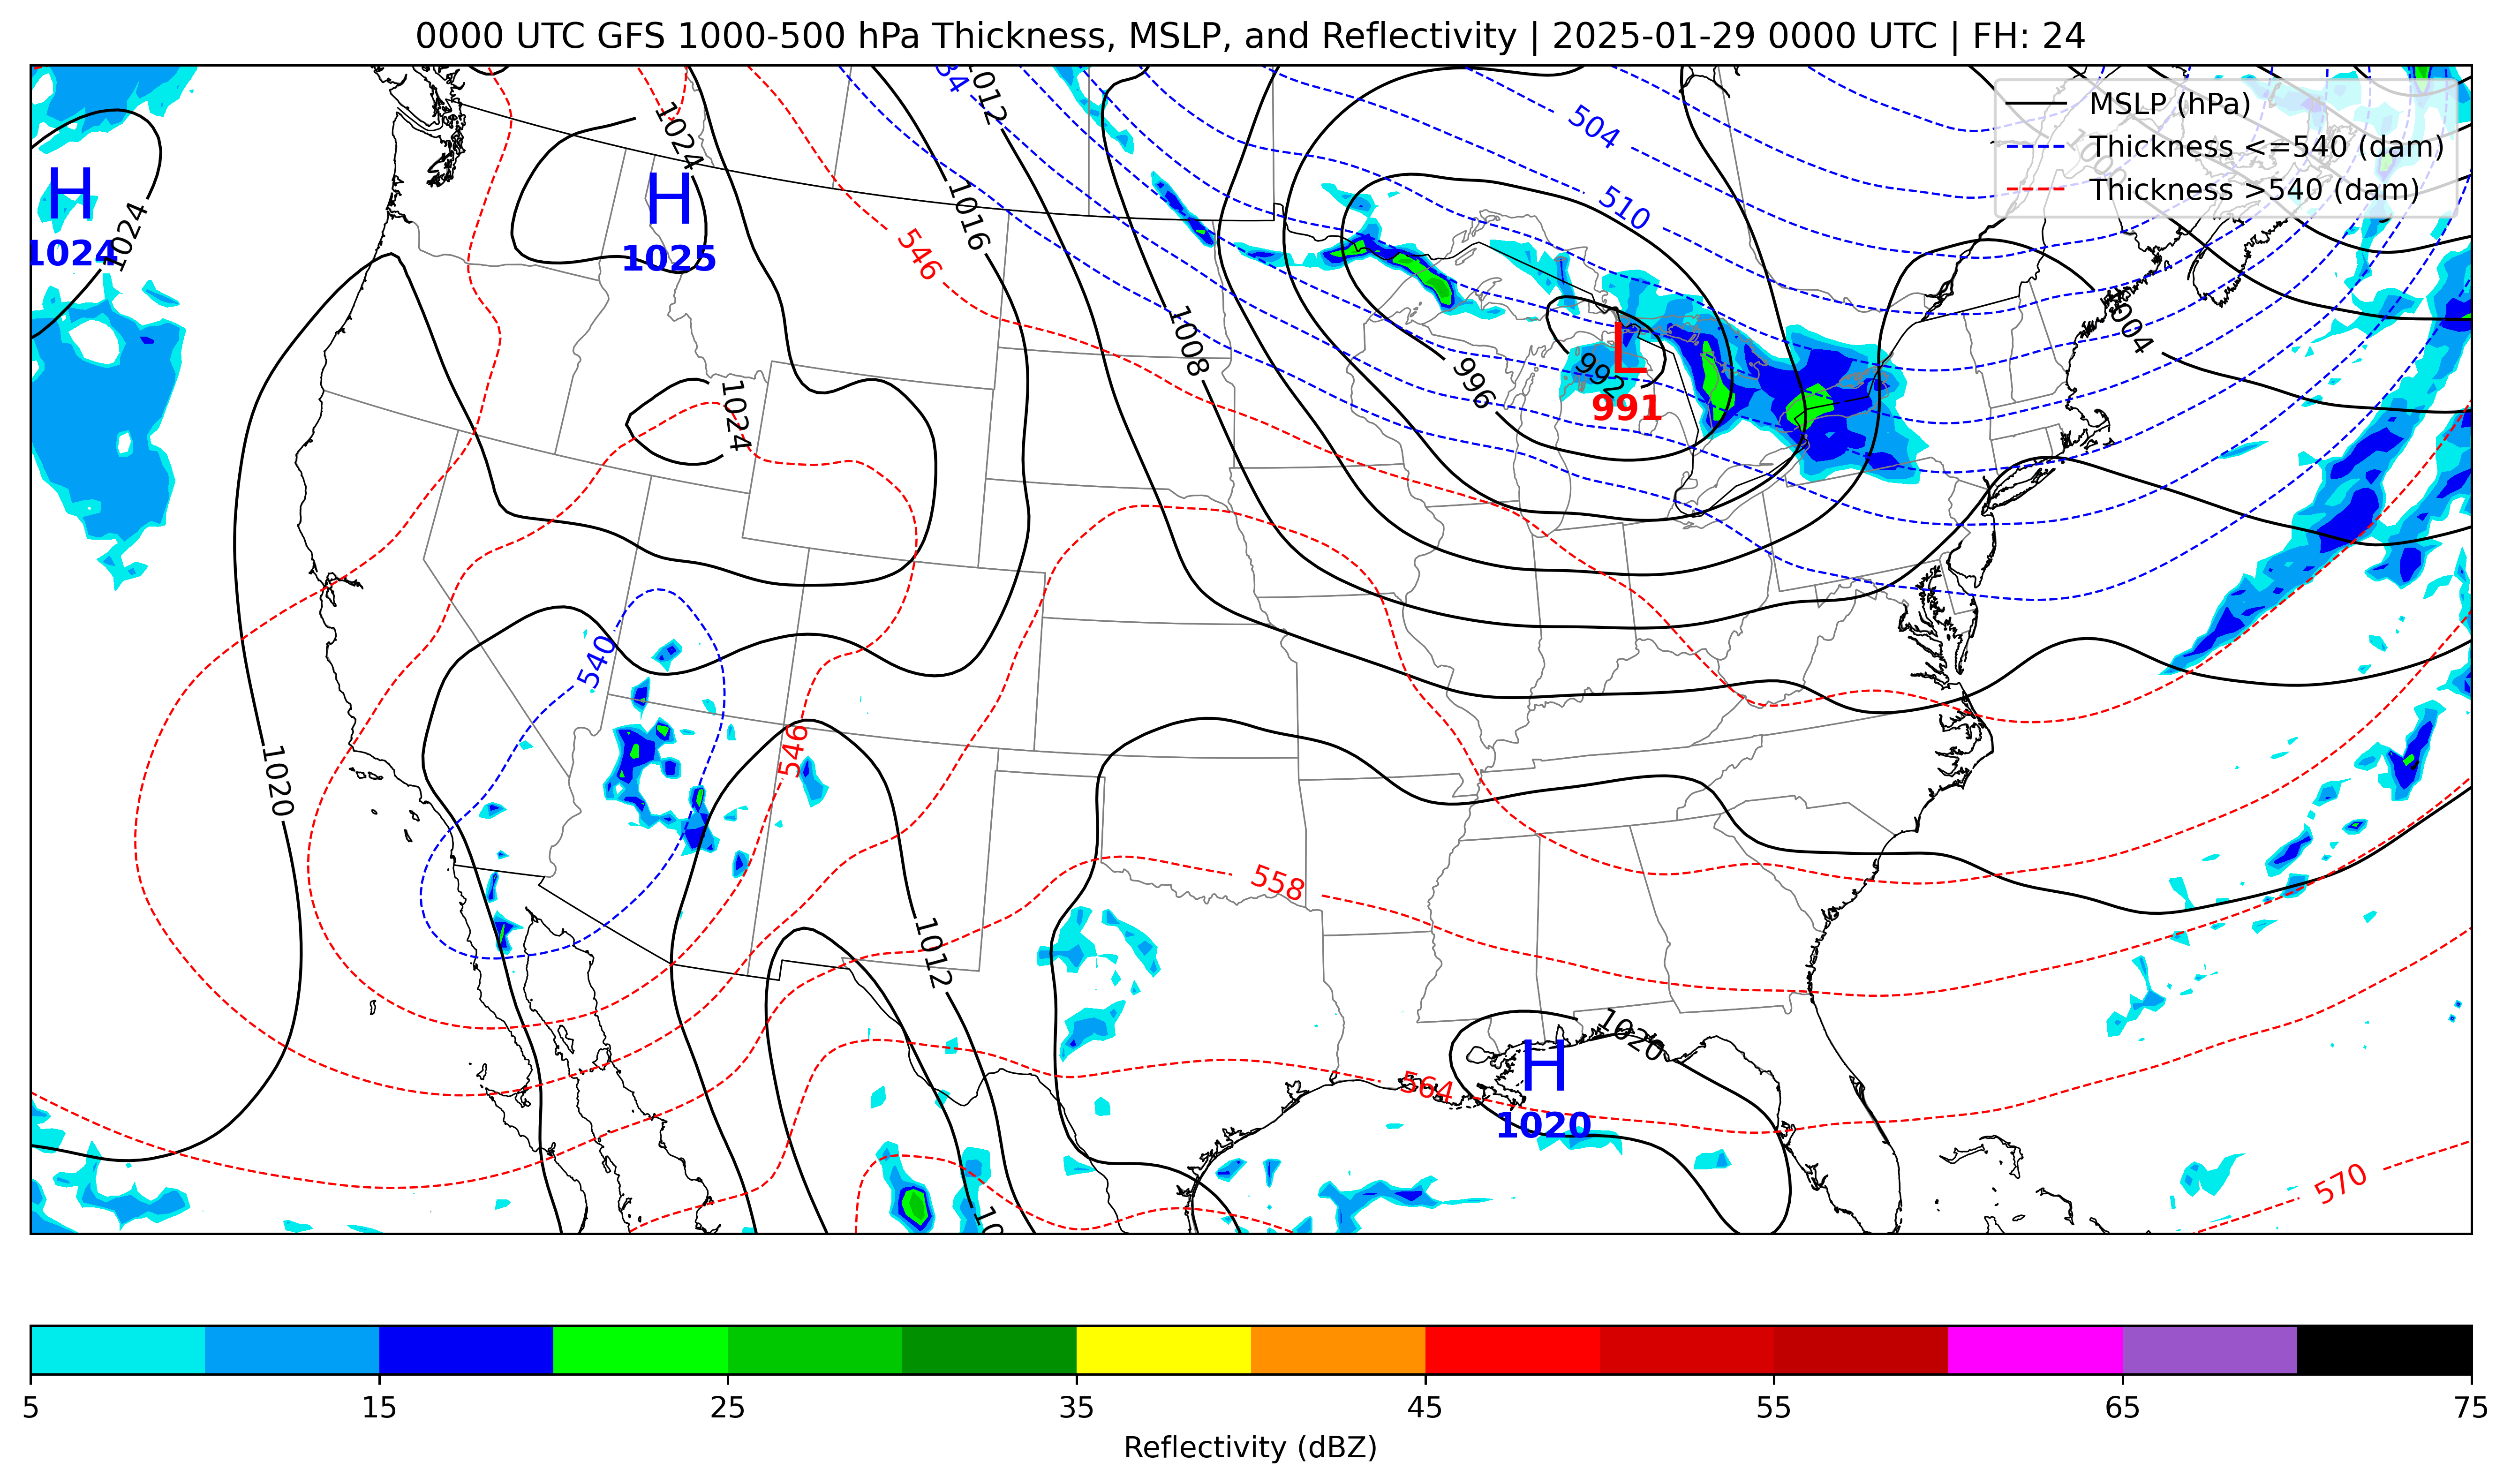 0000 UTC GFS 1000-500 hPa Thickness, MSLP, and Reflectivity | 2025-01-29 0000 UTC | FH: 24
MSLP (hPa)
Thickness <=540 (dam)
Thickness >540 (dam)
1012
504
1024
H
1024
1024
H
1025
1016
510
546
1008
L
992
991
996
1004
1024
540
546
1020
558
1012
1020
H
1020
564
570
5 15 25 35 45 55 65 75
Reflectivity (dBZ)